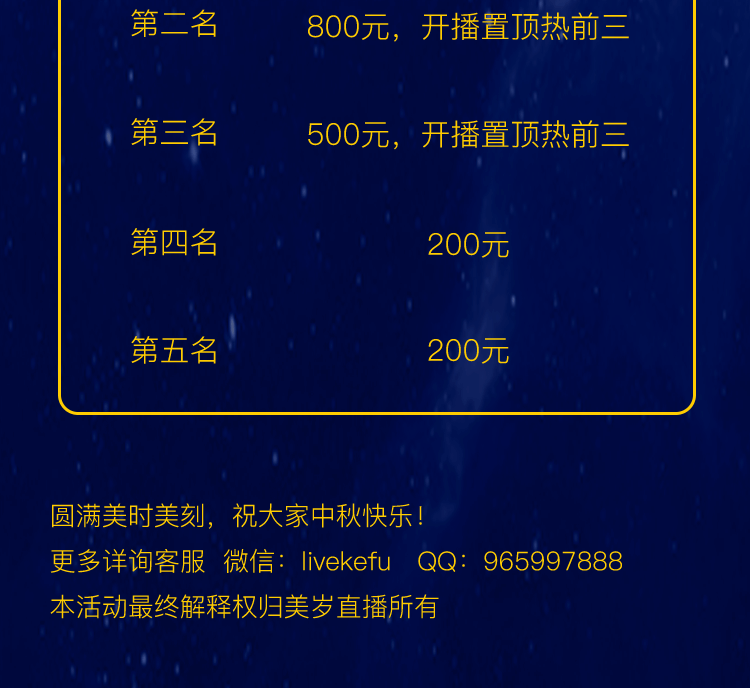 第二名 800元，开播置顶热前三
第三名 500元，开播置顶热前三
第四名 200元
第五名 200元
圆满美时美刻，祝大家中秋快乐！
更多详询客服 微信：livekefu QQ：965997888
本活动最终解释权归美岁直播所有